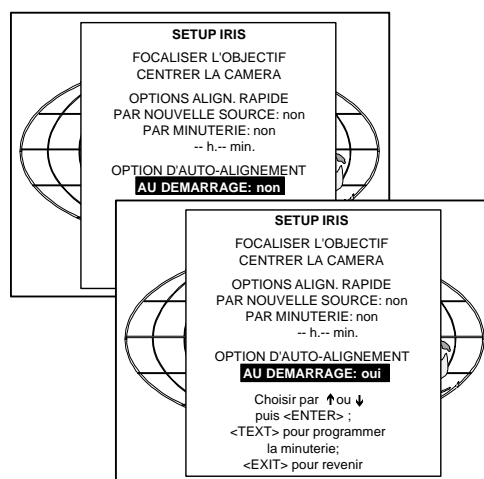 SETUP IRIS
FOCALISER L'OBJECTIF
CENTRER LA CAMERA
OPTIONS ALIGN. RAPIDE
PAR NOUVELLE SOURCE: non
PAR MINUTERIE: non
-- h.-- min.
OPTION D'AUTO-ALIGNEMENT
AU DEMARRAGE: non
SETUP IRIS
FOCALISER L'OBJECTIF
CENTRER LA CAMERA
OPTIONS ALIGN. RAPIDE
PAR NOUVELLE SOURCE: non
PAR MINUTERIE: non
-- h.-- min.
OPTION D'AUTO-ALIGNEMENT
AU DEMARRAGE: oui
Choisir par ↑ou ↓
puis <ENTER> ;
<TEXT> pour programmer
la minuterie;
<EXIT> pour revenir